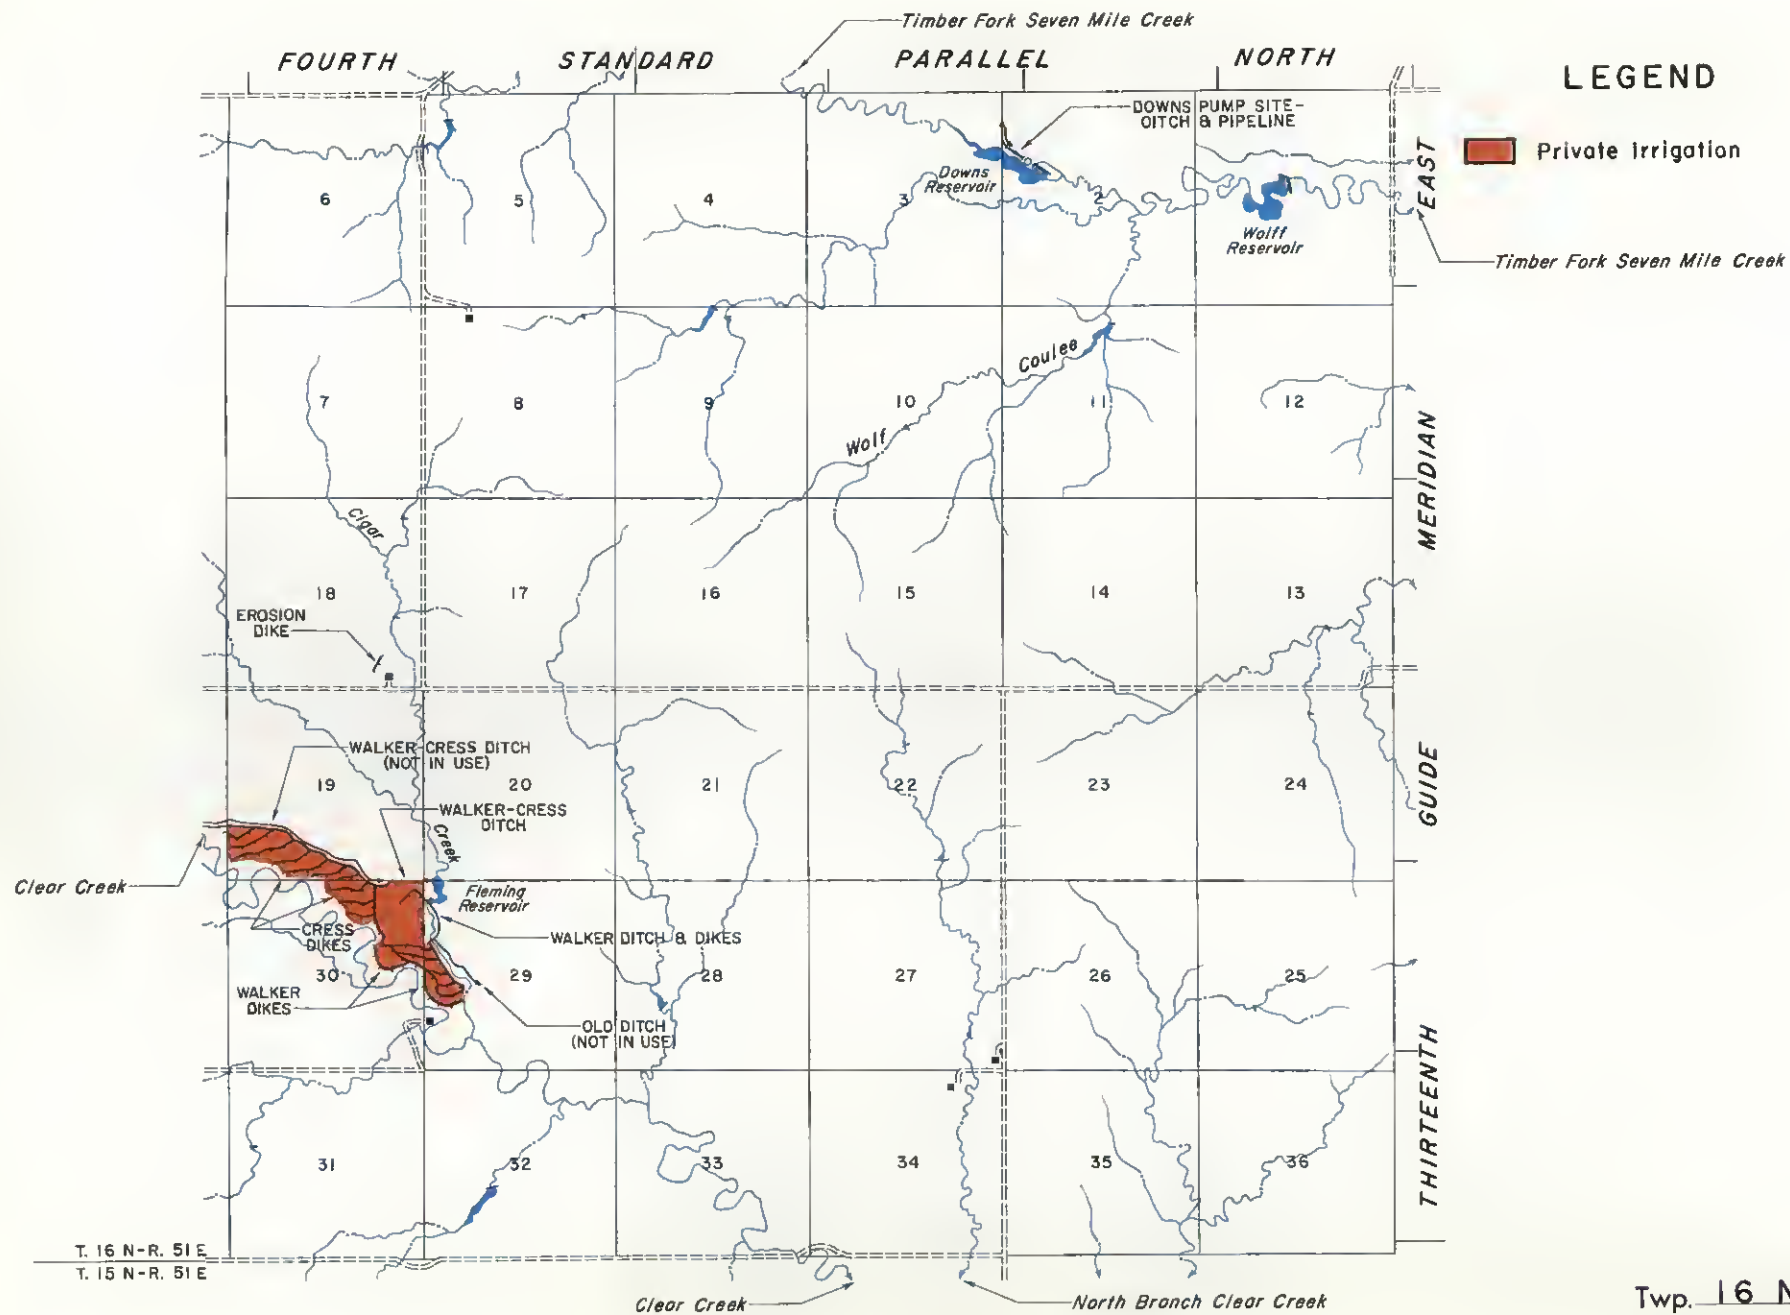 Timber Fork Seven Mile Creek
FOURTH STANDARD PARALLEL NORTH
LEGEND
Private Irrigation
DOWNS PUMP SITE-
DITCH & PIPELINE
Downs
Reservoir
Wolff
Reservoir
EAST
Timber Fork Seven Mile Creek
6 5 4 3 2 1
7 8 9 10 11 12
Wolf Coulee
MERIDIAN
Cigar
18 17 16 15 14 13
EROSION
DIKE
WALKER-CRESS DITCH
(NOT IN USE)
19 20 21 22 23 24
GUIDE
WALKER-CRESS
DITCH
Creek
Clear Creek
Fleming
Reservoir
CRESS
DIKES
WALKER DITCH & DIKES
30 29 28 27 26 25
WALKER
DIKES
OLD DITCH
(NOT IN USE)
THIRTEENTH
31 32 33 34 35 36
T. 16 N-R. 51 E
T. 15 N-R. 51 E
Clear Creek
North Branch Clear Creek
Twp. 16 N